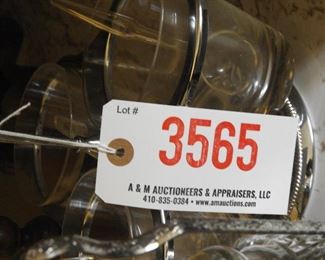 Lot #
3565
A & M AUCTIONEERS & APPRAISERS, LLC
410-835-0384 • www.amauctions.com